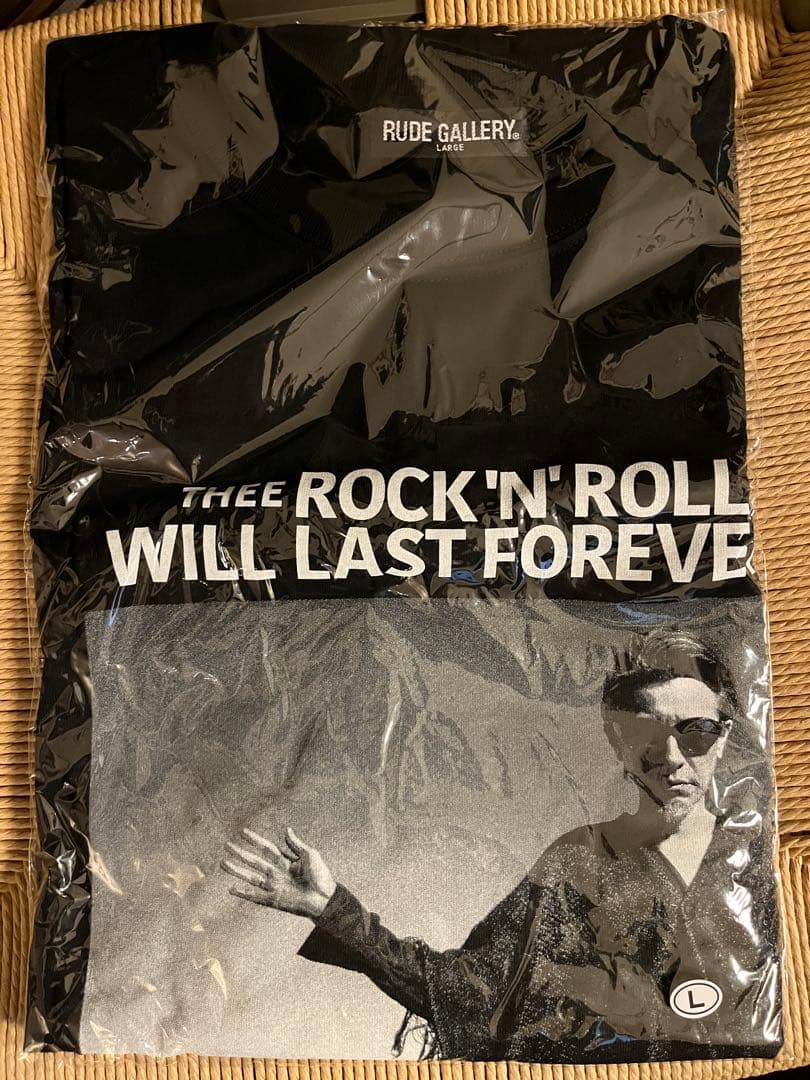 RUDE GALLERY®
LARGE
THEE ROCK 'N' ROLL
WILL LAST FOREVE
L